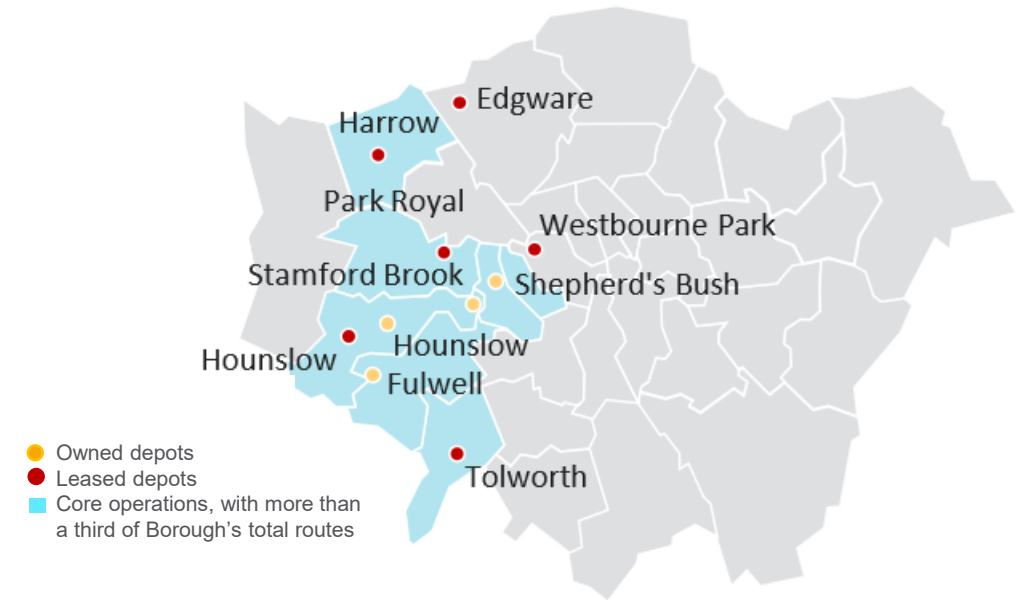 Edgware
Harrow
Park Royal
Westbourne Park
Stamford Brook
Shepherd's Bush
Hounslow
Hounslow
Fulwell
Owned depots
Leased depots
Tolworth
Core operations, with more than
a third of Borough’s total routes